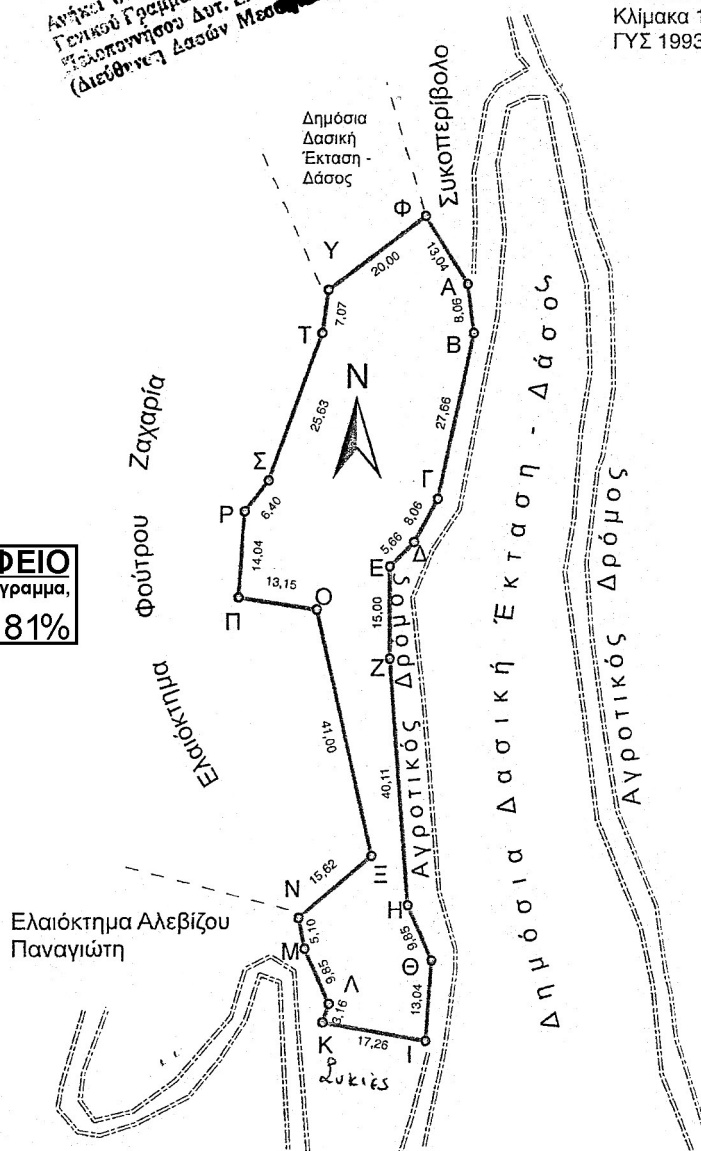 Ανήκει
Γενικού Γραμμα
Πελοποννήσου Δυτ.
(Διεύθυνση Δασών
Κλίμακα 1
ΓΥΣ 1993
Δημόσια
Δασική
Έκταση -
Δάσος
Συκοπερίβολο
Φ
Υ
20,00
13,04
Α
7,07
8,06
Τ
Β
Ν
25,63
27,66
Σ
Γ
Ρ
6.40
8,06
5,66
Δ
Ε
14,04
13,15
Ο
Π
15,00
Ζ
41,00
40,11
Ελαιόκτημα Φούτρου Ζαχαρία
ΦΕΙΟ
γραμμα,
81%
Αγροτικός Δρόμος
Δημόσια Δασική Έκταση - Δάσος
Αγροτικός Δρόμος
Ξ
15,62
Ν
Η
5,10
Μ
9,85
Θ
9,85
Λ
13,04
3,16
Κ
17,26
Ι
Συκιές
Ελαιόκτημα Αλεβίζου
Παναγιώτη